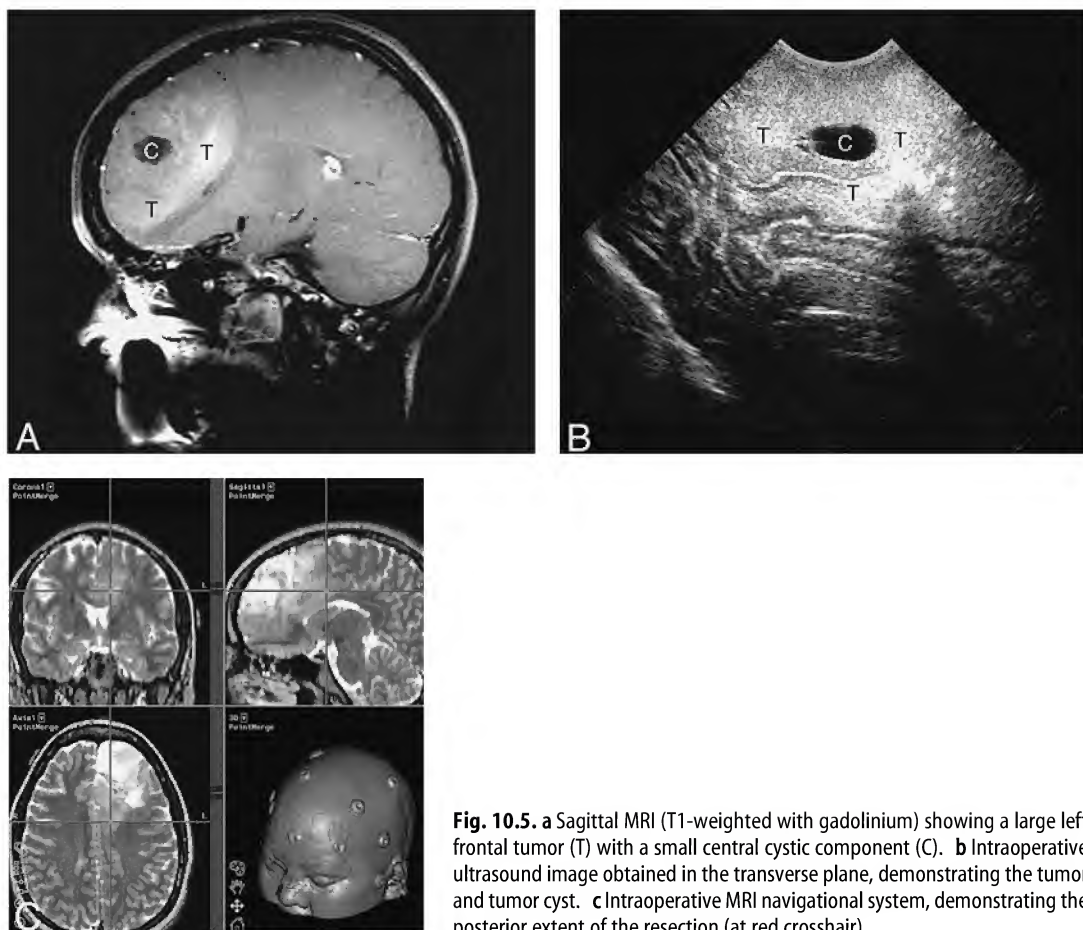 C
T
T
A
T
C
T
T
B
Coronal
PointMerge
Sagittal
PointMerge
L
Axial
PointMerge
3D
PointMerge
L
C
Fig. 10.5. a Sagittal MRI (T1-weighted with gadolinium) showing a large left
frontal tumor (T) with a small central cystic component (C). b Intraoperative
ultrasound image obtained in the transverse plane, demonstrating the tumor
and tumor cyst. c Intraoperative MRI navigational system, demonstrating the
posterior extent of the resection (at red crosshair)